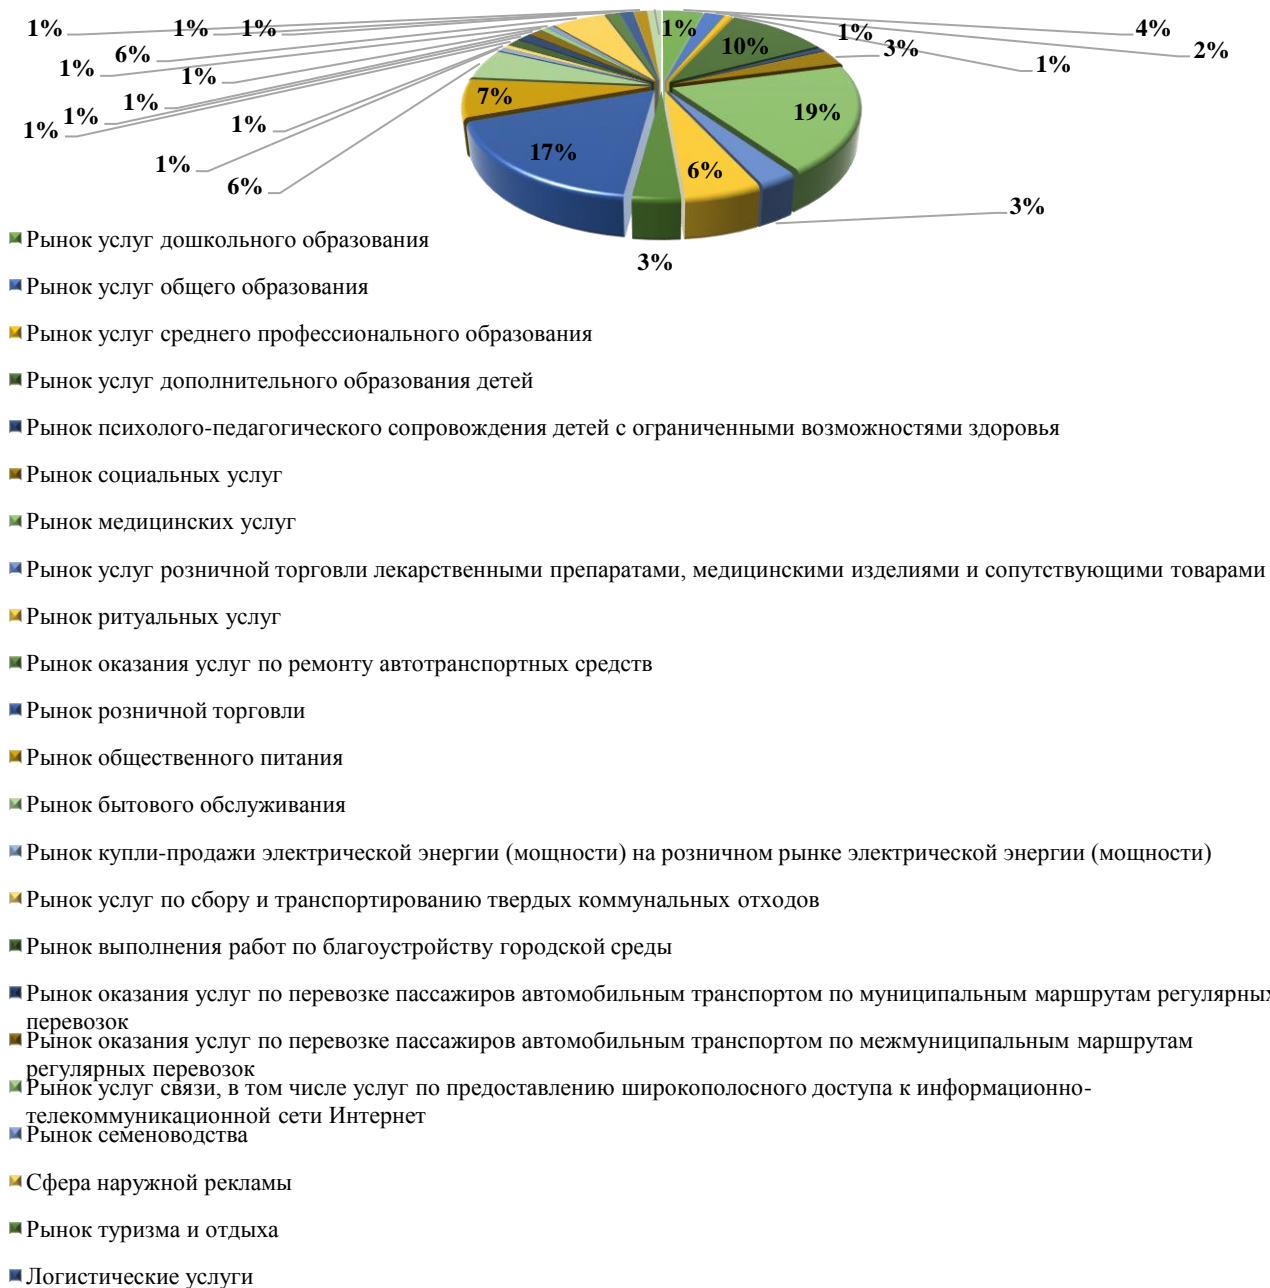 1%
1%
1%
1%
4%
6%
10%
1%
3%
2%
1%
1%
1%
7%
19%
1%
1%
1%
1%
17%
1%
6%
6%
3%
3%
Рынок услуг дошкольного образования
Рынок услуг общего образования
Рынок услуг среднего профессионального образования
Рынок услуг дополнительного образования детей
Рынок психолого-педагогического сопровождения детей с ограниченными возможностями здоровья
Рынок социальных услуг
Рынок медицинских услуг
Рынок услуг розничной торговли лекарственными препаратами, медицинскими изделиями и сопутствующими товарами
Рынок ритуальных услуг
Рынок оказания услуг по ремонту автотранспортных средств
Рынок розничной торговли
Рынок общественного питания
Рынок бытового обслуживания
Рынок купли-продажи электрической энергии (мощности) на розничном рынке электрической энергии (мощности)
Рынок услуг по сбору и транспортированию твердых коммунальных отходов
Рынок выполнения работ по благоустройству городской среды
Рынок оказания услуг по перевозке пассажиров автомобильным транспортом по муниципальным маршрутам регулярных
перевозок
Рынок оказания услуг по перевозке пассажиров автомобильным транспортом по межмуниципальным маршрутам
регулярных перевозок
Рынок услуг связи, в том числе услуг по предоставлению широкополосного доступа к информационно-
телекоммуникационной сети Интернет
Рынок семеноводства
Сфера наружной рекламы
Рынок туризма и отдыха
Логистические услуги